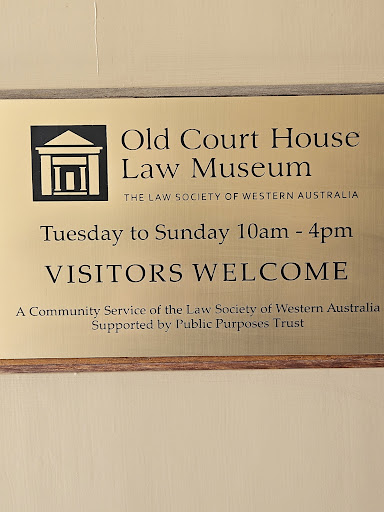 Old Court House
Law Museum
THE LAW SOCIETY OF WESTERN AUSTRALIA
Tuesday to Sunday 10am - 4pm
VISITORS WELCOME
A Community Service of the Law Society of Western Australia
Supported by Public Purposes Trust